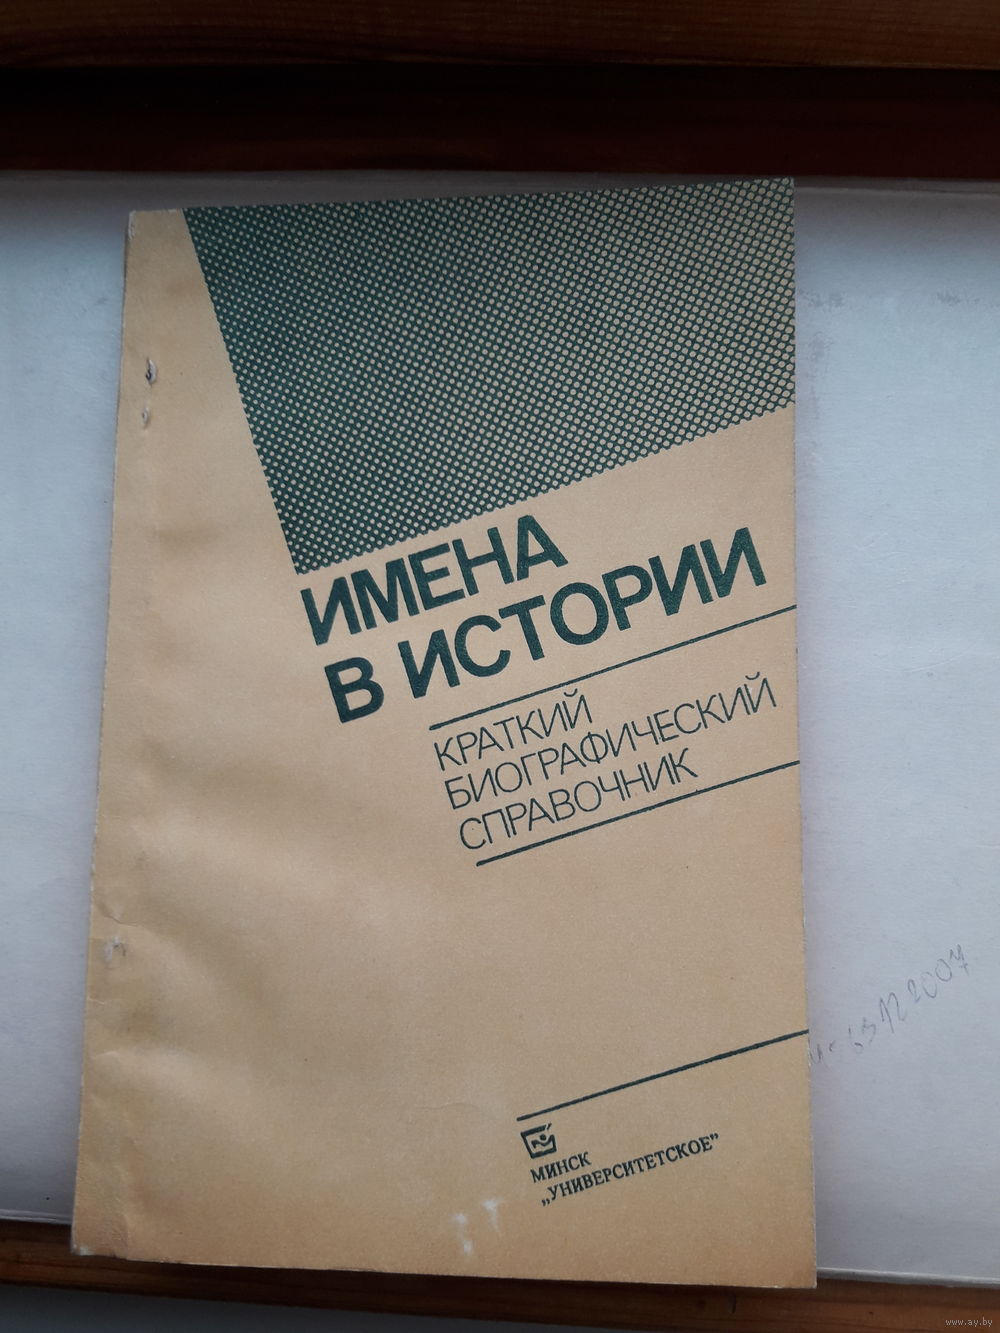 ИМЕНА
В ИСТОРИИ
КРАТКИЙ
БИОГРАФИЧЕСКИЙ
СПРАВОЧНИК
МИНСК
„УНИВЕРСИТЕТСКОЕ”
www.ay.by